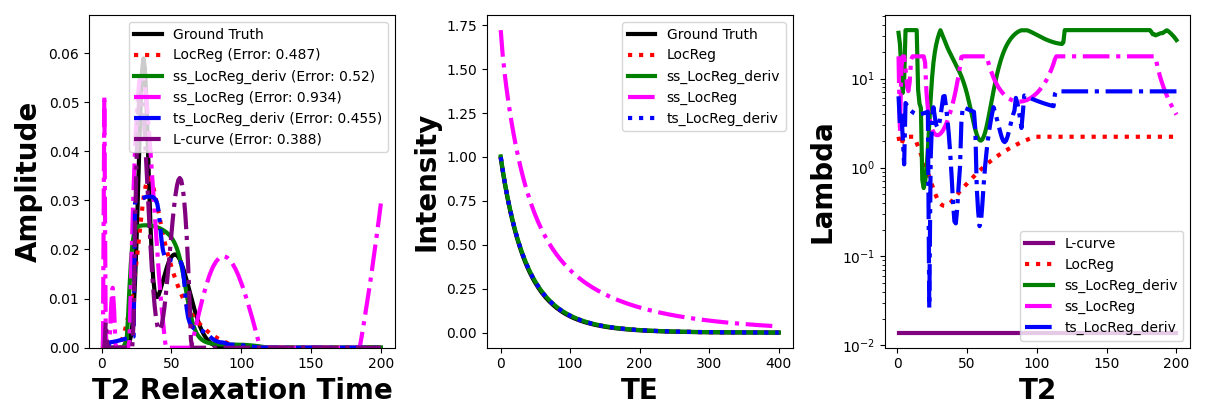 Amplitude
0.06
0.05
0.04
0.03
0.02
0.01
0.00
0
50
100
150
200
T2 Relaxation Time
Ground Truth
LocReg (Error: 0.487)
ss_LocReg_deriv (Error: 0.52)
ss_LocReg (Error: 0.934)
ts_LocReg_deriv (Error: 0.455)
L-curve (Error: 0.388)
Intensity
1.75
1.50
1.25
1.00
0.75
0.50
0.25
0.00
0
100
200
300
400
TE
Ground Truth
LocReg
ss_LocReg_deriv
ss_LocReg
ts_LocReg_deriv
Lambda
10¹
10⁰
10⁻¹
10⁻²
0
50
100
150
200
T2
L-curve
LocReg
ss_LocReg_deriv
ss_LocReg
ts_LocReg_deriv